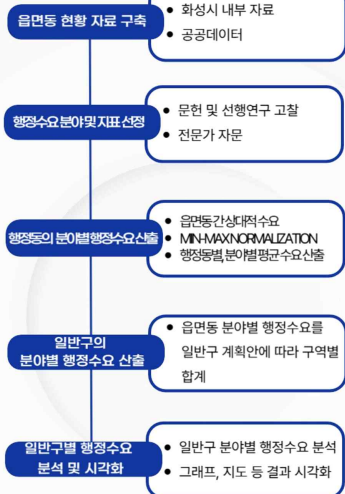 읍면동 현황 자료 구축
• 화성시 내부 자료
• 공공데이터
행정수요 분야 및 지표 선정
• 문헌 및 선행연구 고찰
• 전문가 자문
행정동의 분야별 행정수요 산출
• 읍면동 간 상대적 수요
• MIN-MAX NORMALIZATION
• 행정동별, 분야별 평균 수요 산출
일반구의
분야별 행정수요 산출
• 읍면동 분야별 행정수요를
일반구 계획안에 따라 구역별
합계
일반구별 행정수요
분석 및 시각화
• 일반구 분야별 행정수요 분석
• 그래프, 지도 등 결과 시각화